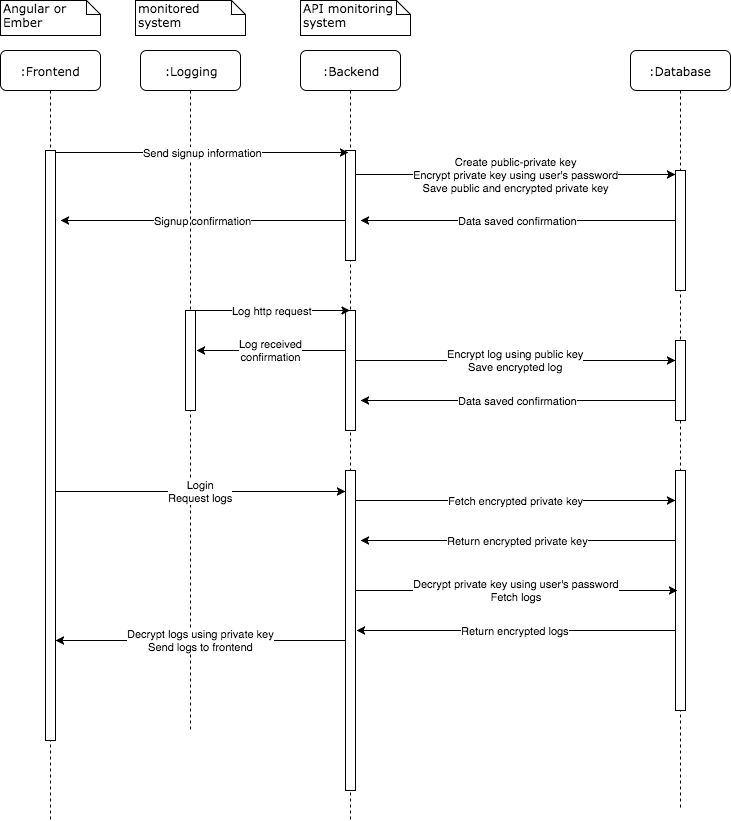 Angular or
Ember
monitored
system
API monitoring
system
:Frontend
:Logging
:Backend
:Database
Send signup information
Create public-private key
Encrypt private key using user's password
Save public and encrypted private key
Signup confirmation
Data saved confirmation
Log http request
Log received
confirmation
Encrypt log using public key
Save encrypted log
Data saved confirmation
Login
Request logs
Fetch encrypted private key
Return encrypted private key
Decrypt private key using user's password
Fetch logs
Return encrypted logs
Decrypt logs using private key
Send logs to frontend